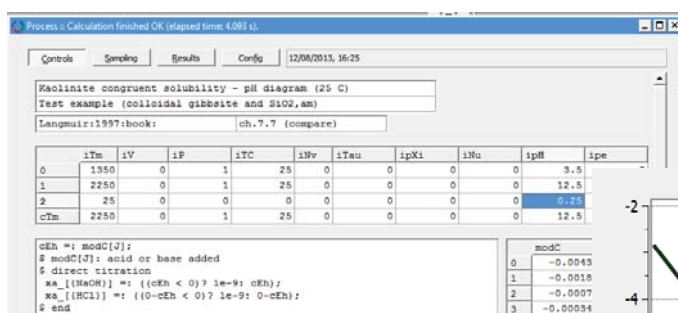 Process :: Calculation finished OK (elapsed time: 4.093 s).
Controls Sampling Results Config 12/08/2013, 16:25
Kaolinite congruent solubility - pH diagram (25 C)
Test example (colloidal gibbsite and SiO2,am)
Langmuir:1997:book: ch.7.7 (compare)
iTm iV iP iTC iNv iTau ipXi iNu ipH ipe
0 1350 0 1 25 0 0 0 0 3.5
1 2250 0 1 25 0 0 0 0 12.5
2 25 0 0 0 0 0 0 0 0.25
cTm 2250 0 1 25 0 0 0 0 12.5
-2
cEh =: modC[J];
$ modC[J]: acid or base added
$ direct titration
xa_[{NaOH}] =: ((cEh < 0)? 1e-9: cEh);
xa_[{HCl}] =: ((0-cEh < 0)? 1e-9: 0-cEh);
$ end
modC
0 -0.0043
1 -0.0018
2 -0.0007
3 -0.00034
-4